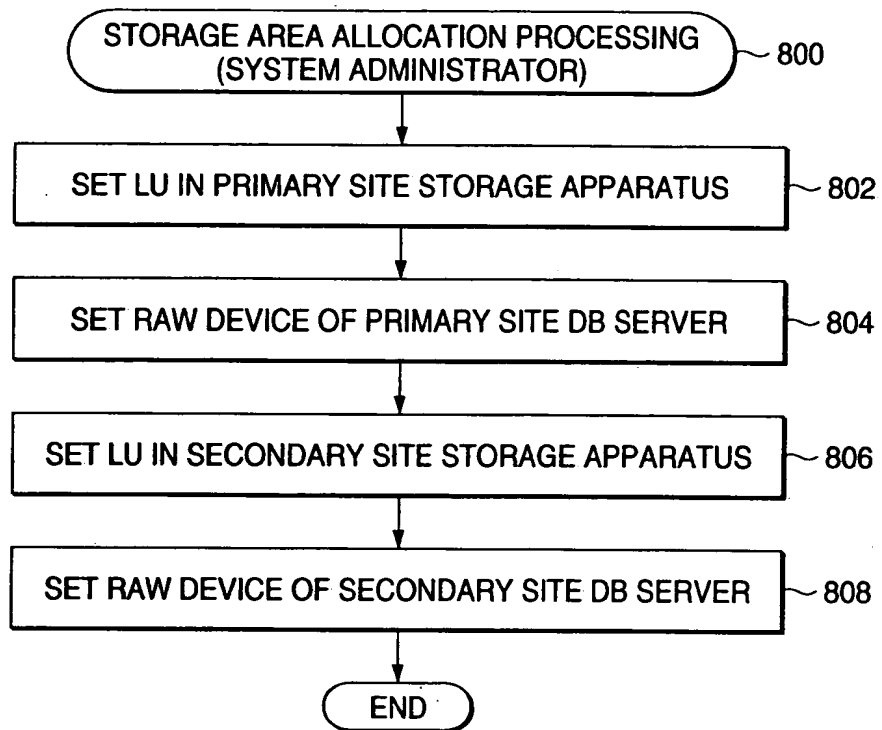 STORAGE AREA ALLOCATION PROCESSING
(SYSTEM ADMINISTRATOR)
800
SET LU IN PRIMARY SITE STORAGE APPARATUS
802
SET RAW DEVICE OF PRIMARY SITE DB SERVER
804
SET LU IN SECONDARY SITE STORAGE APPARATUS
806
SET RAW DEVICE OF SECONDARY SITE DB SERVER
808
END